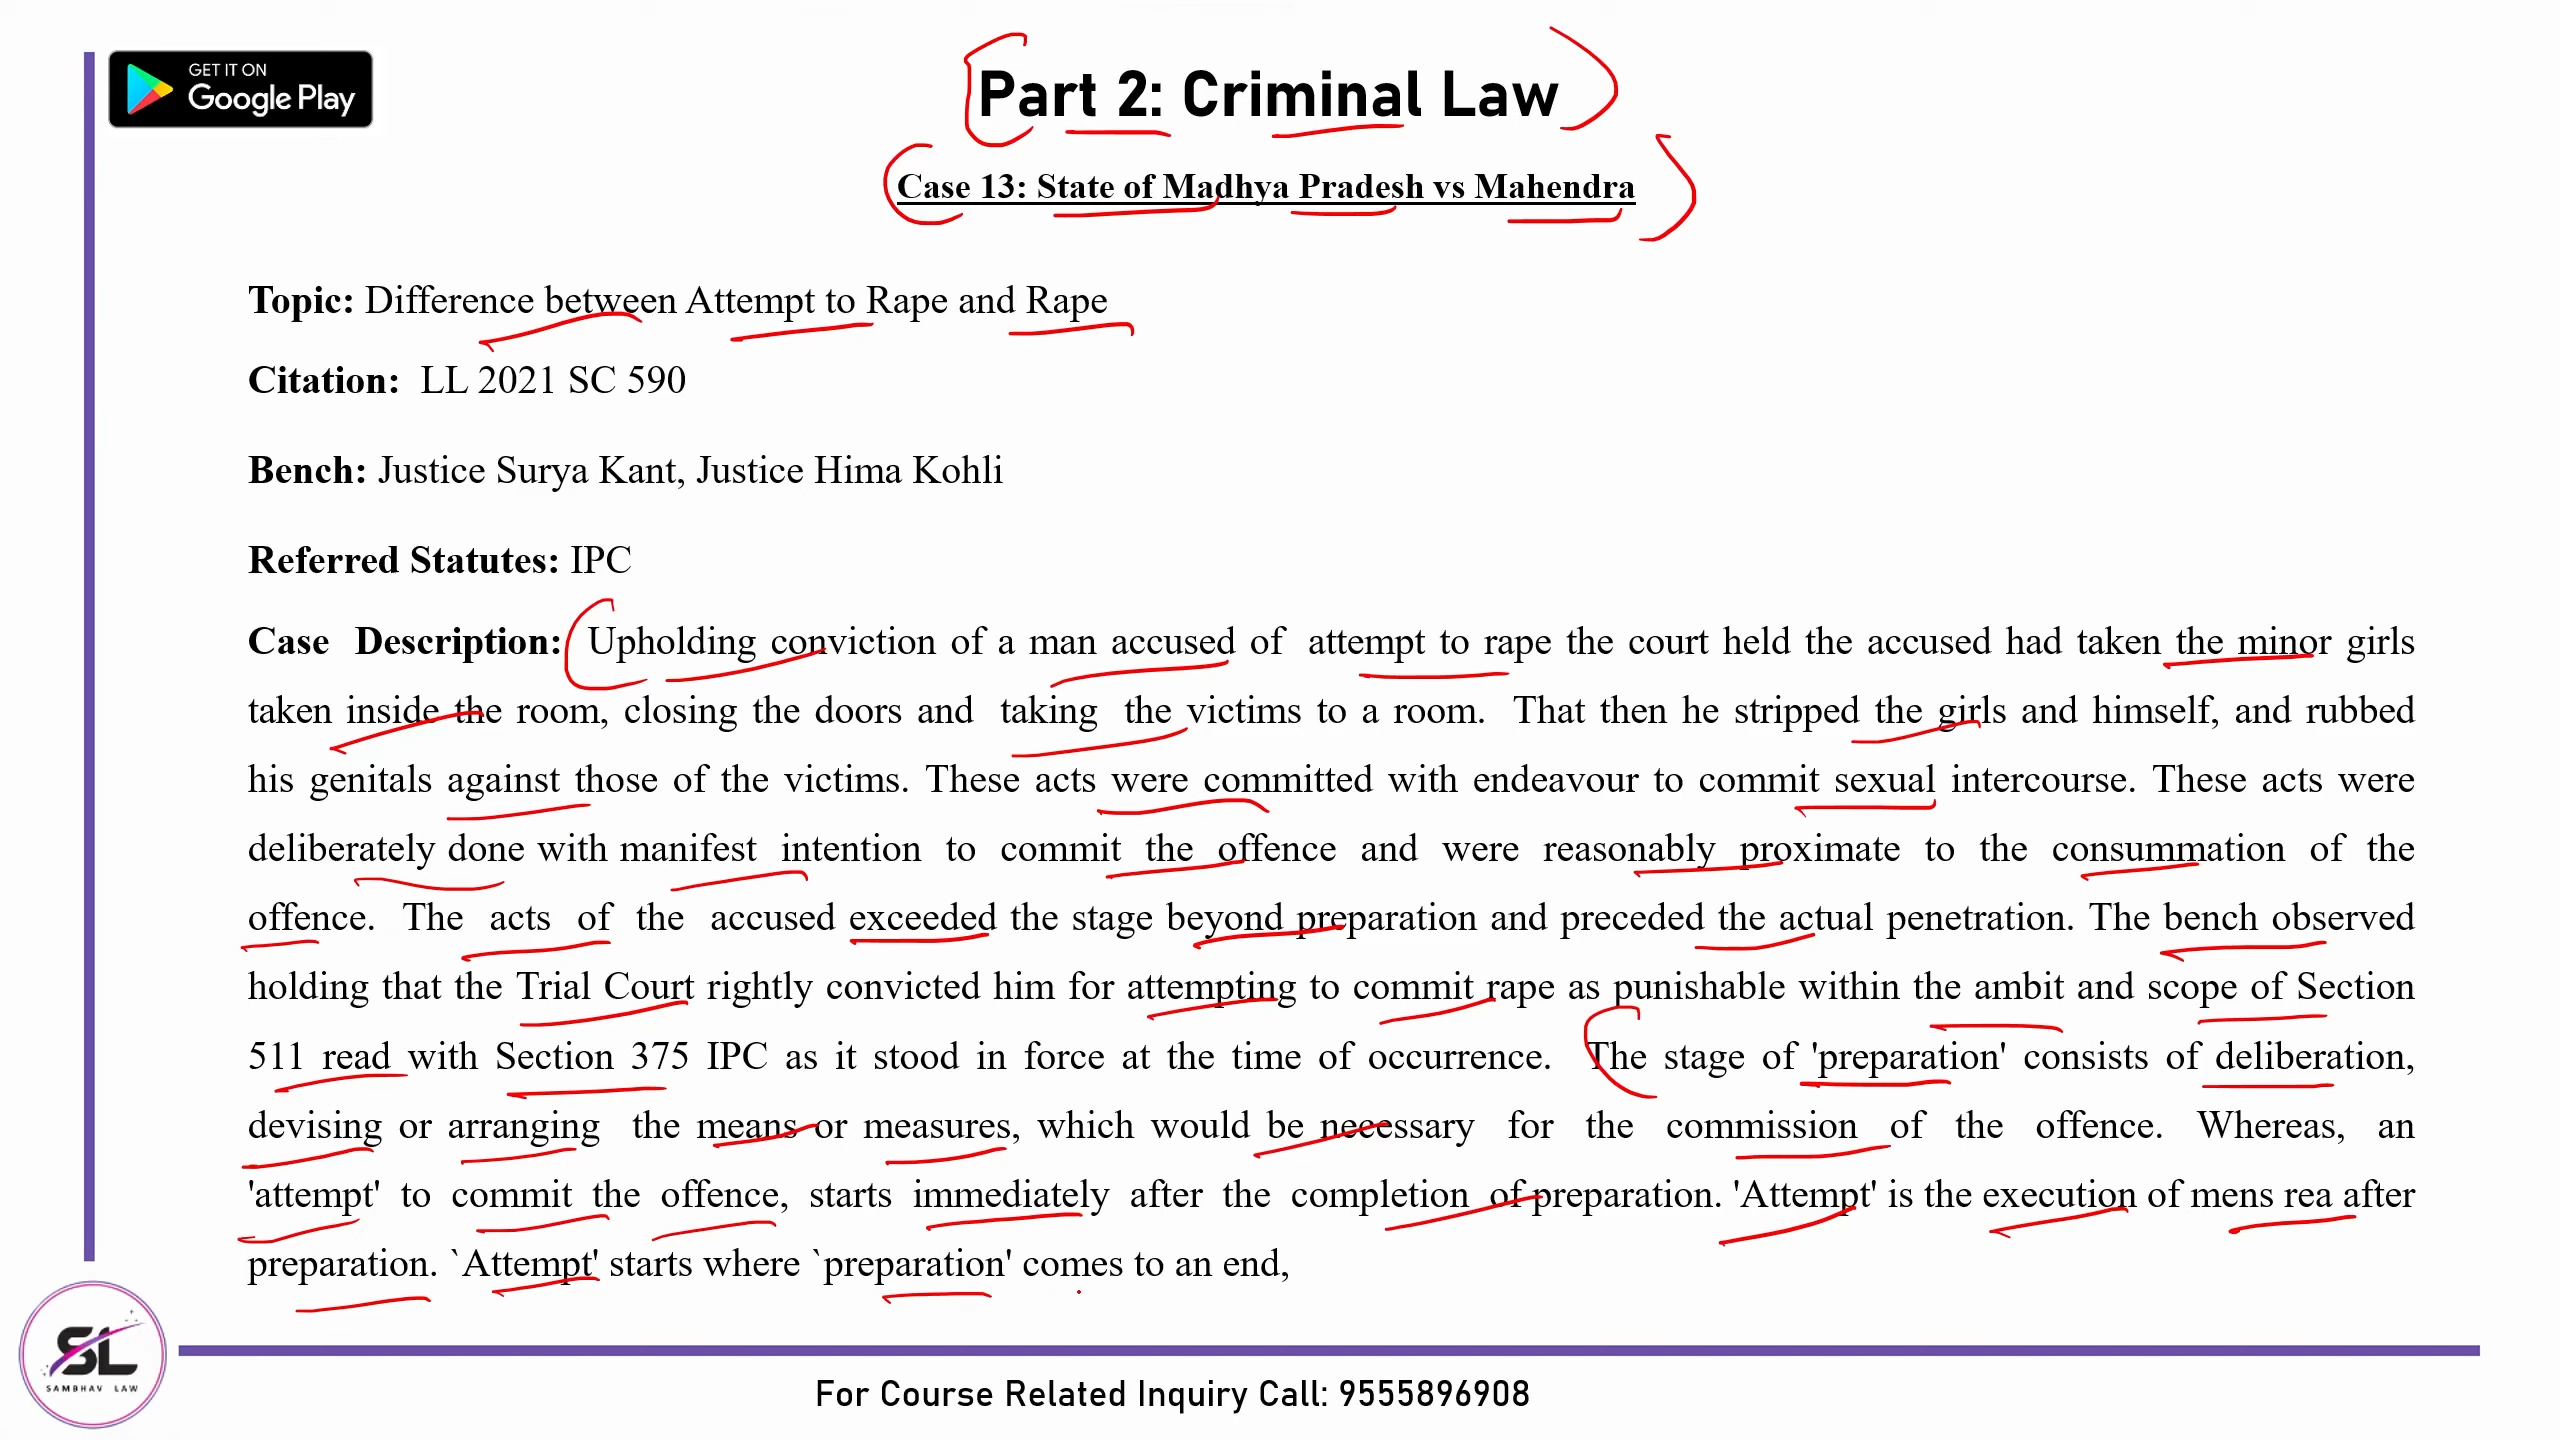 GET IT ON
Google Play
Part 2: Criminal Law
Case 13: State of Madhya Pradesh vs Mahendra
Topic: Difference between Attempt to Rape and Rape
Citation: LL 2021 SC 590
Bench: Justice Surya Kant, Justice Hima Kohli
Referred Statutes: IPC
Case Description: Upholding conviction of a man accused of attempt to rape the court held the accused had taken the minor girls
taken inside the room, closing the doors and taking the victims to a room. That then he stripped the girls and himself, and rubbed
his genitals against those of the victims. These acts were committed with endeavour to commit sexual intercourse. These acts were
deliberately done with manifest intention to commit the offence and were reasonably proximate to the consummation of the
offence. The acts of the accused exceeded the stage beyond preparation and preceded the actual penetration. The bench observed
holding that the Trial Court rightly convicted him for attempting to commit rape as punishable within the ambit and scope of Section
511 read with Section 375 IPC as it stood in force at the time of occurrence. The stage of 'preparation' consists of deliberation,
devising or arranging the means or measures, which would be necessary for the commission of the offence. Whereas, an
'attempt' to commit the offence, starts immediately after the completion of preparation. 'Attempt' is the execution of mens rea after
preparation. `Attempt' starts where `preparation' comes to an end,
SL
SAMBHAV LAW
For Course Related Inquiry Call: 9555896908